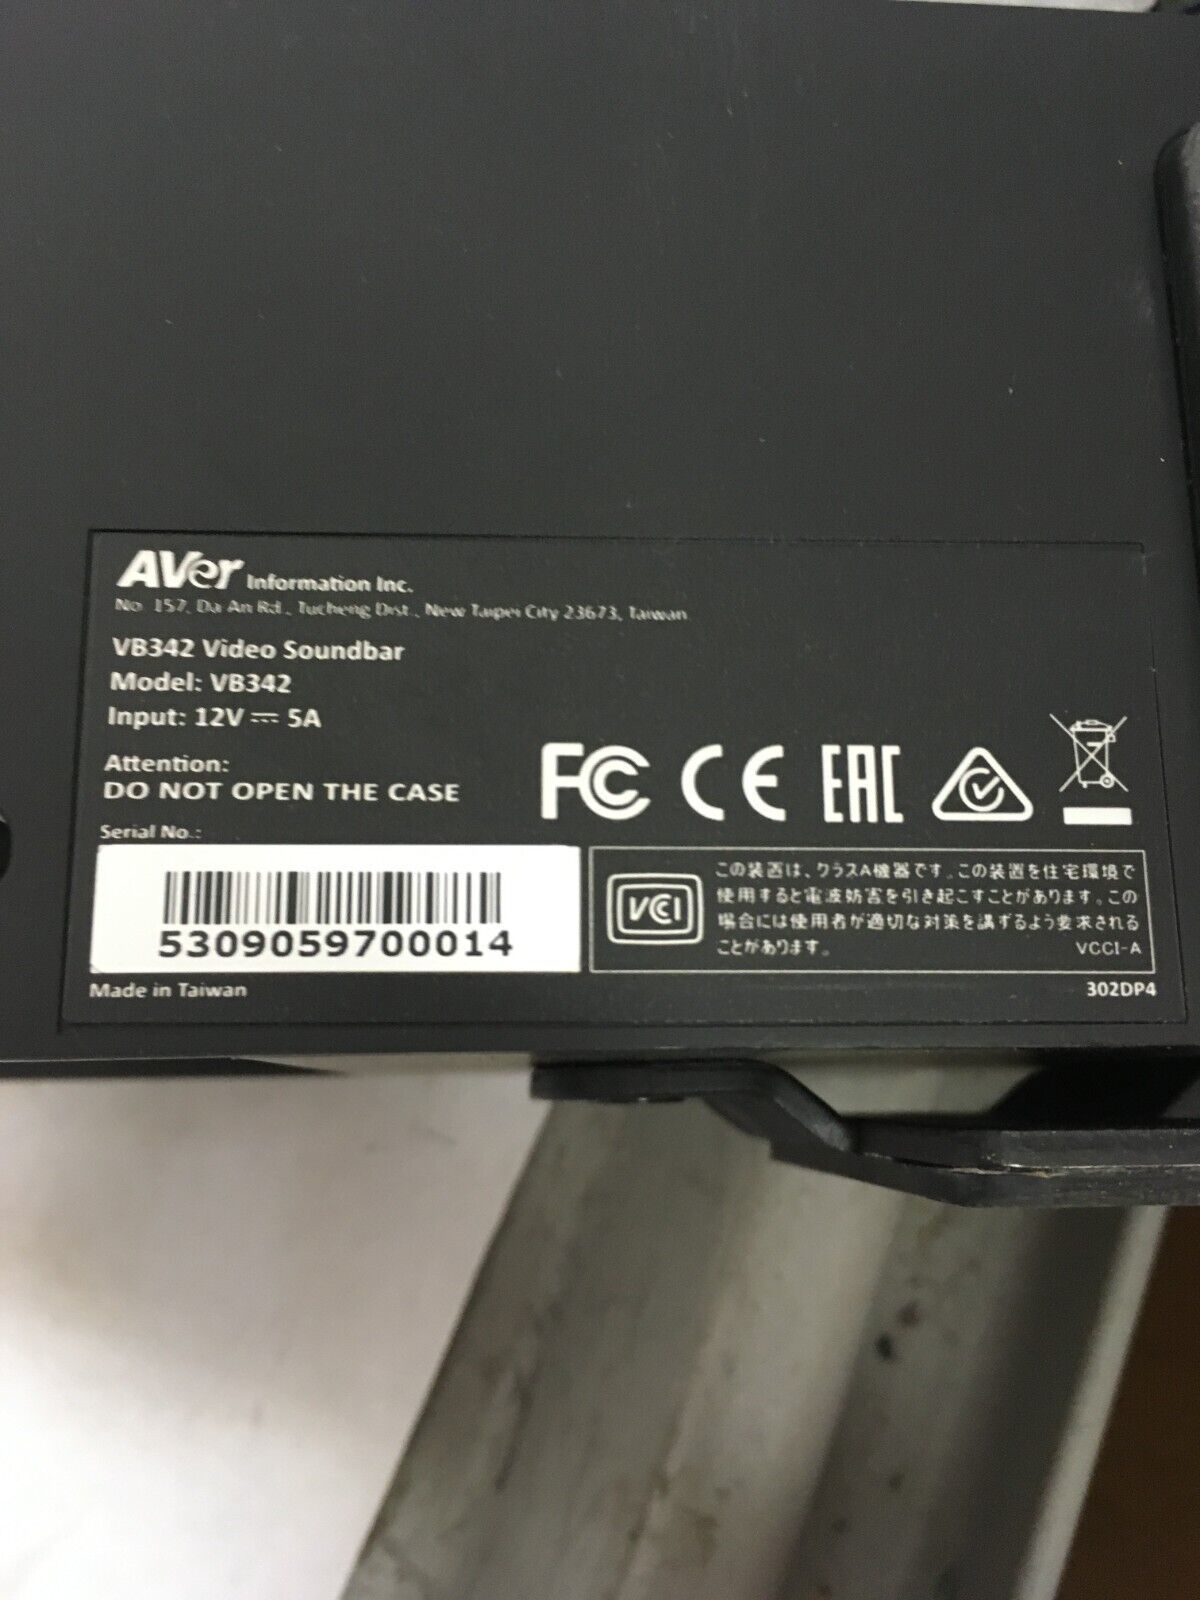 AVer Information Inc.
No. 157, Da An Rd., Tucheng Dist., New Taipei City 23673, Taiwan
VB342 Video Soundbar
Model: VB342
Input: 12V ⎓ 5A
Attention:
DO NOT OPEN THE CASE
FC CE EAC
Serial No.:
5309059700014
VCCI
この装置は、クラスA機器です。この装置を住宅環境で
使用すると電波妨害を引き起こすことがあります。この
場合には使用者が適切な対策を講ずるよう要求される
ことがあります。
VCCI-A
Made in Taiwan
302DP4